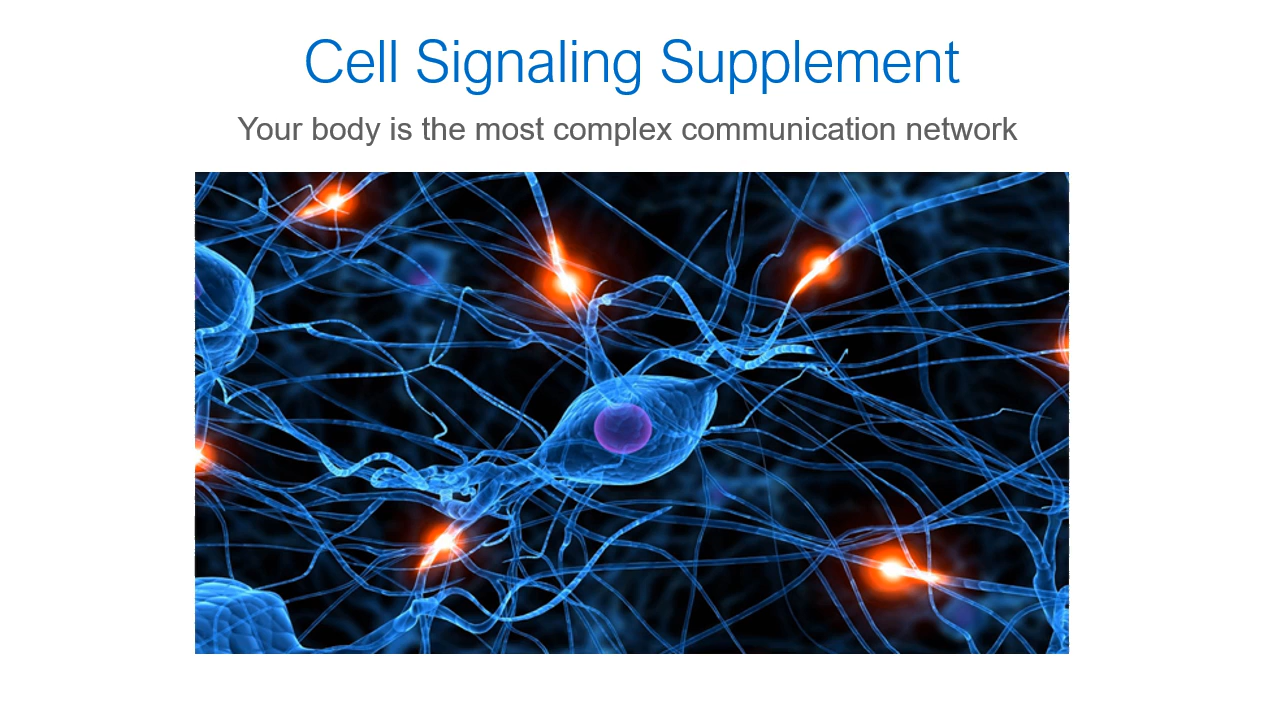 Cell Signaling Supplement
Your body is the most complex communication network